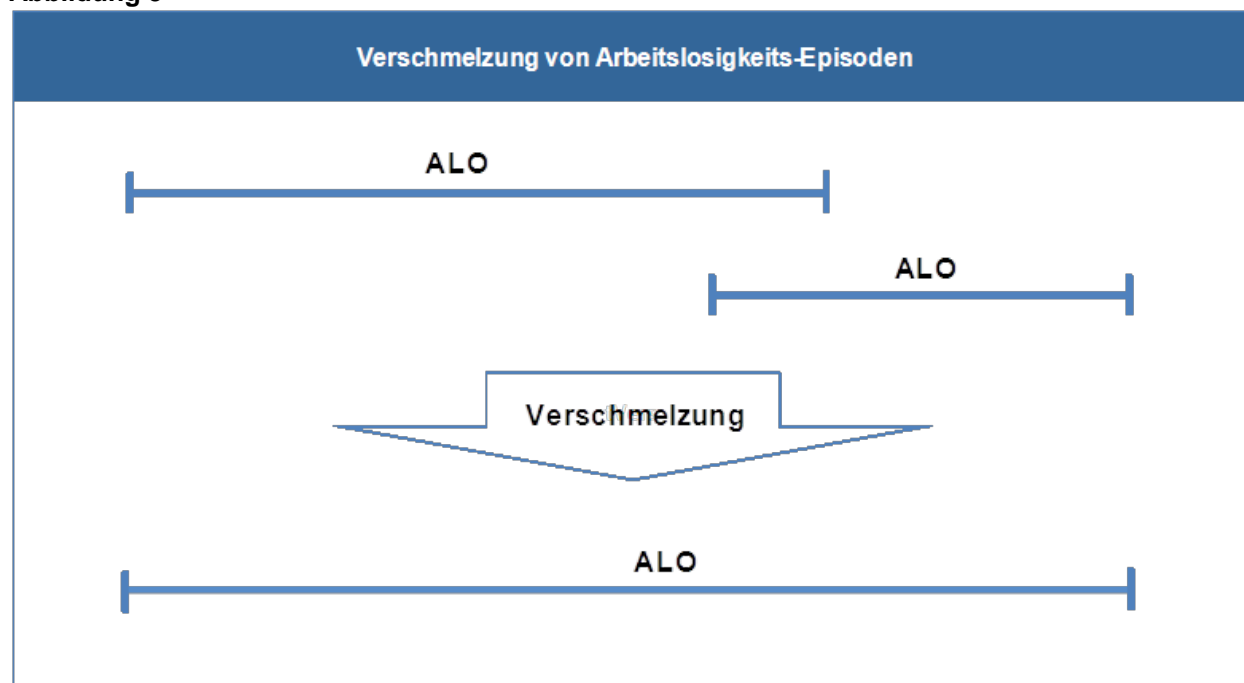 Verschmelzung von Arbeitslosigkeits-Episoden
ALO
ALO
Verschmelzung
ALO